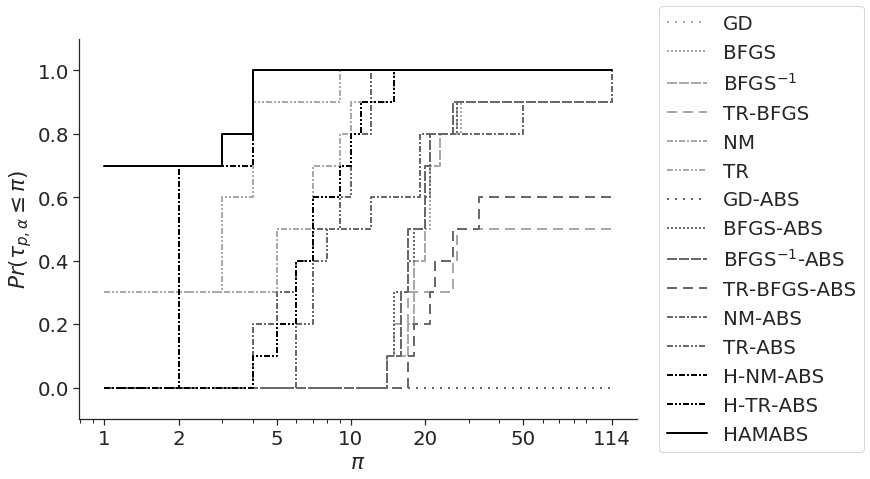 Pr(τp,α ≤ π)
1.0
0.8
0.6
0.4
0.2
0.0
1 2 5 10 20 50 114
π
GD
BFGS
BFGS⁻¹
TR-BFGS
NM
TR
GD-ABS
BFGS-ABS
BFGS⁻¹-ABS
TR-BFGS-ABS
NM-ABS
TR-ABS
H-NM-ABS
H-TR-ABS
HAMABS